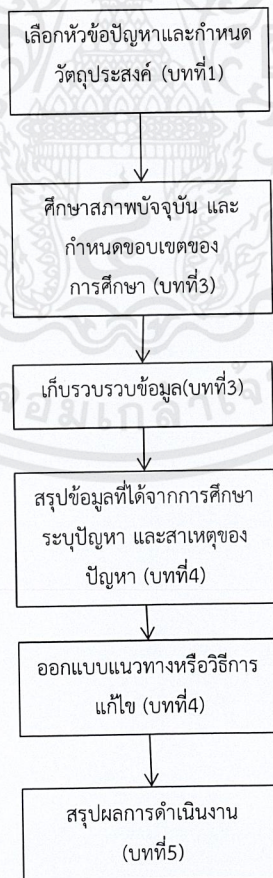 เลือกหัวข้อปัญหาและกำหนด
วัตถุประสงค์ (บทที่1)
ศึกษาสภาพปัจจุบัน และ
กำหนดขอบเขตของ
การศึกษา (บทที่3)
เก็บรวบรวบข้อมูล(บทที่3)
สรุปข้อมูลที่ได้จากการศึกษา
ระบุปัญหา และสาเหตุของ
ปัญหา (บทที่4)
ออกแบบแนวทางหรือวิธีการ
แก้ไข (บทที่4)
สรุปผลการดำเนินงาน
(บทที่5)